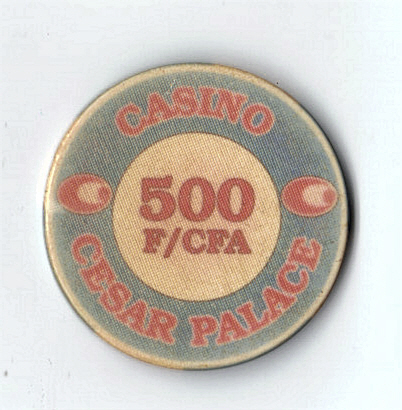 CASINO
500
F/CFA
CESAR PALACE